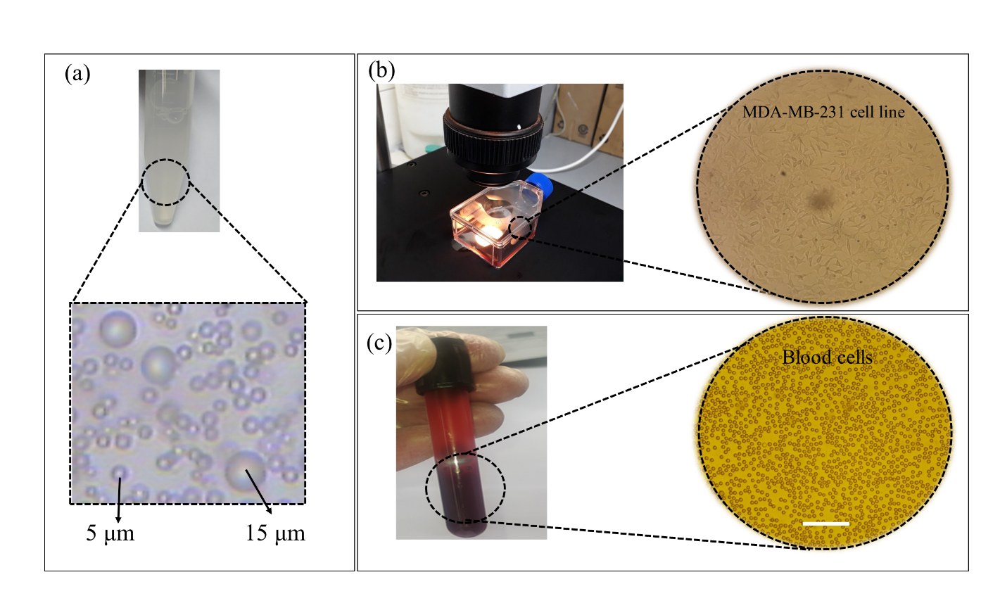 (a)
5 μm
15 μm
(b)
MDA-MB-231 cell line
(c)
Blood cells